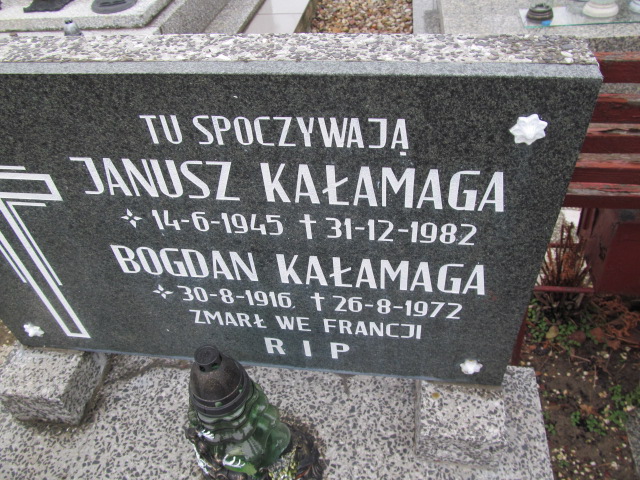 TU SPOCZYWAJĄ
JANUSZ KAŁAMAGA
14-6-1945 † 31-12-1982
BOGDAN KAŁAMAGA
30-8-1916 † 26-8-1972
ZMARŁ WE FRANCJI
R I P